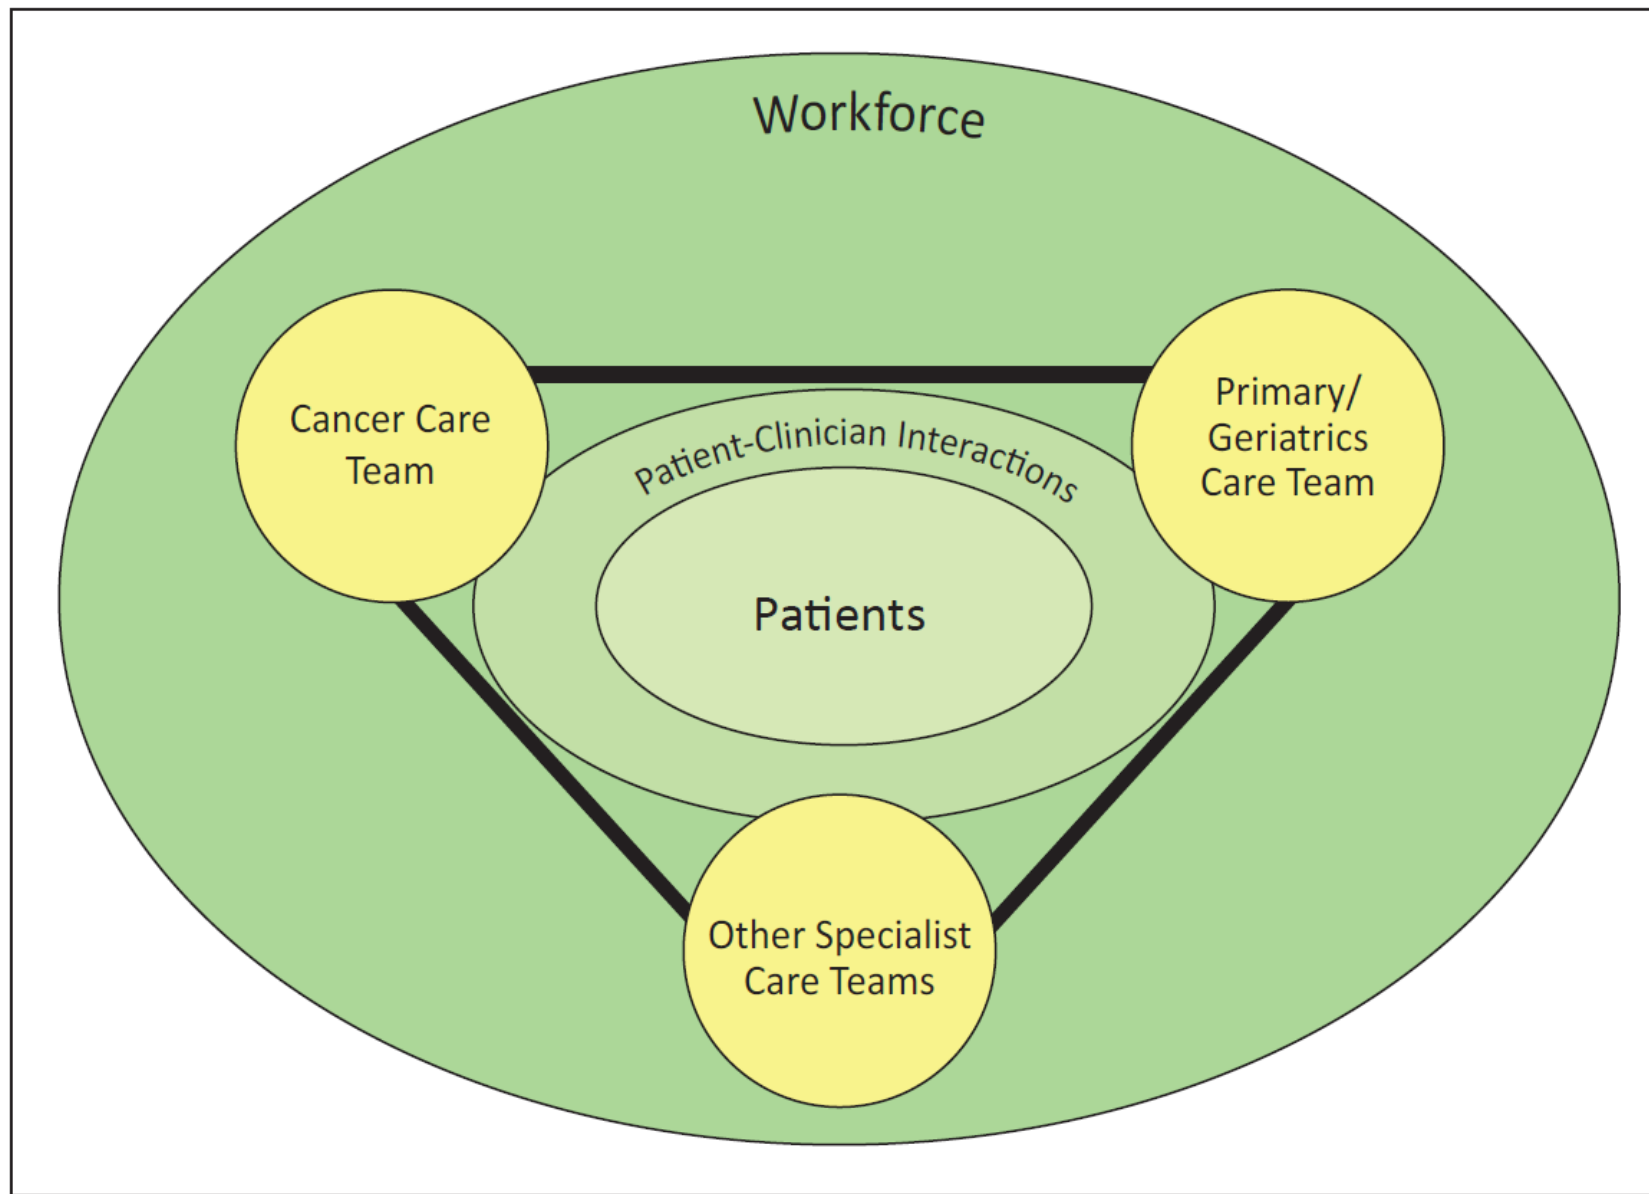 Workforce
Cancer Care
Team
Primary/
Geriatrics
Care Team
Patient-Clinician Interactions
Patients
Other Specialist
Care Teams